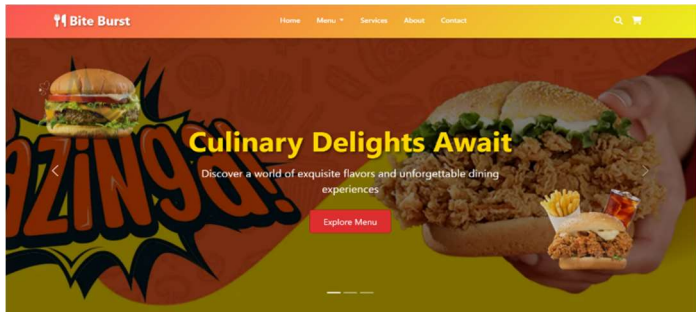 Bite Burst
Home Menu Services About Contact
Culinary Delights Await
Discover a world of exquisite flavors and unforgettable dining
experiences
Explore Menu